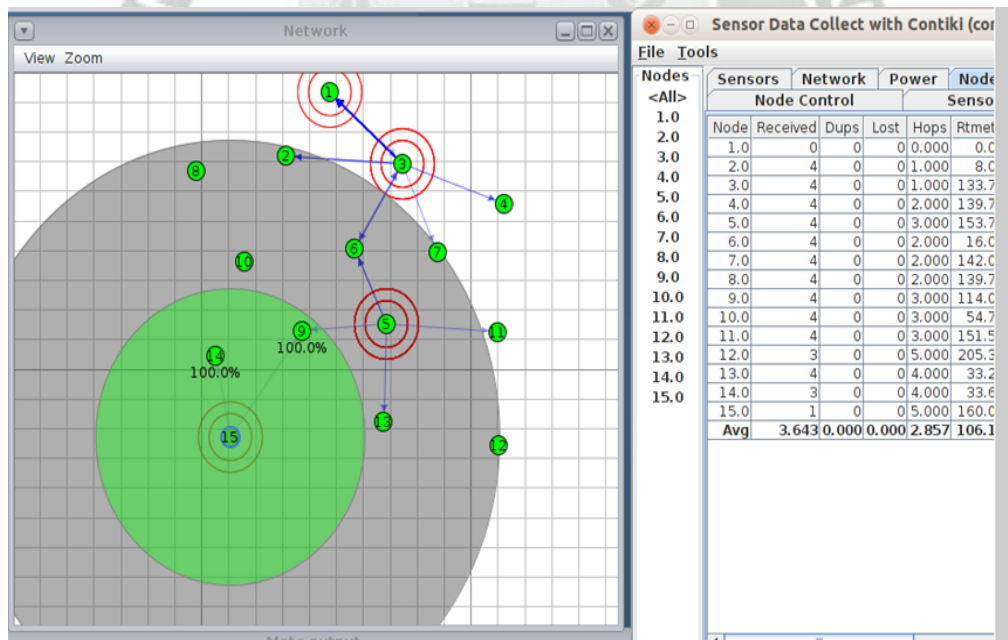 Network
View Zoom
1
2
3
8
4
6
7
10
5
9
11
100.0%
14
100.0%
13
15
12
Sensor Data Collect with Contiki (co
File Tools
Nodes
<All>
1.0
2.0
3.0
4.0
5.0
6.0
7.0
8.0
9.0
10.0
11.0
12.0
13.0
14.0
15.0
Sensors Network Power Node
Node Control Senso
Node Received Dups Lost Hops Rtmet
1.0 0 0 0 0.000 0.0
2.0 4 0 0 1.000 8.0
3.0 4 0 0 1.000 133.7
4.0 4 0 0 2.000 139.7
5.0 4 0 0 3.000 153.7
6.0 4 0 0 2.000 16.0
7.0 4 0 0 2.000 142.0
8.0 4 0 0 2.000 139.7
9.0 4 0 0 3.000 114.0
10.0 4 0 0 3.000 54.7
11.0 4 0 0 3.000 151.5
12.0 3 0 0 5.000 205.3
13.0 4 0 0 4.000 33.2
14.0 3 0 0 4.000 33.6
15.0 1 0 0 5.000 160.0
Avg 3.643 0.000 0.000 2.857 106.1